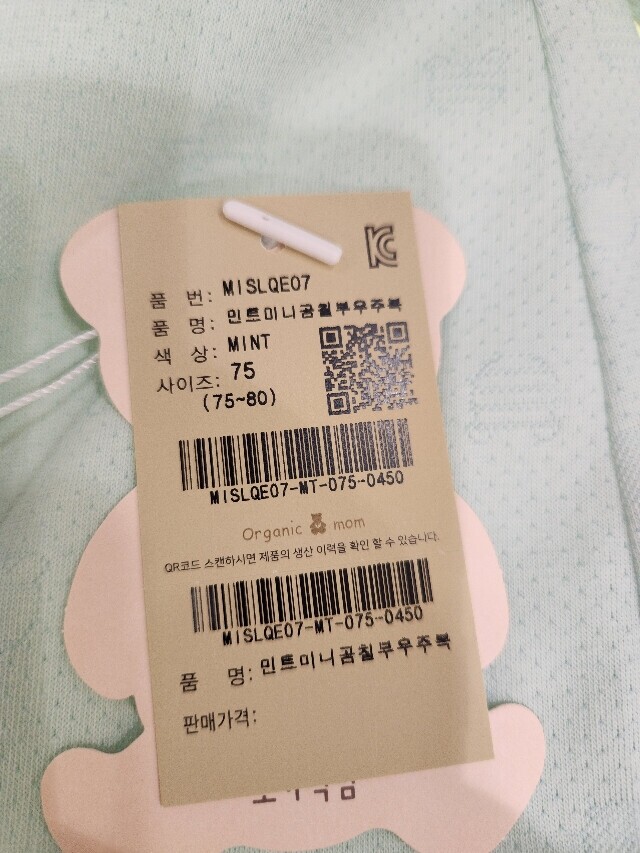 KC
품 번: MISLQE07
품 명: 민트미니곰칠부우주복
색 상: MINT
사이즈: 75
(75~80)
MISLQE07-MT-075-0450
Organic mom
QR코드 스캔하시면 제품의 생산 이력을 확인 할 수 있습니다.
MISLQE07-MT-075-0450
품 명: 민트미니곰칠부우주복
판매가격: